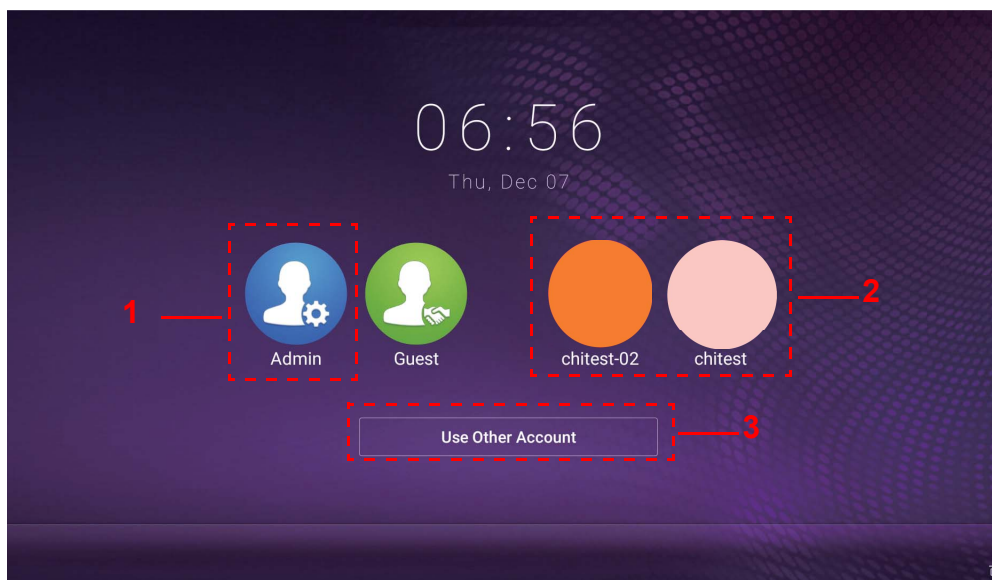 06:56
Thu, Dec 07
1
2
Admin
Guest
chitest-02
chitest
Use Other Account
3